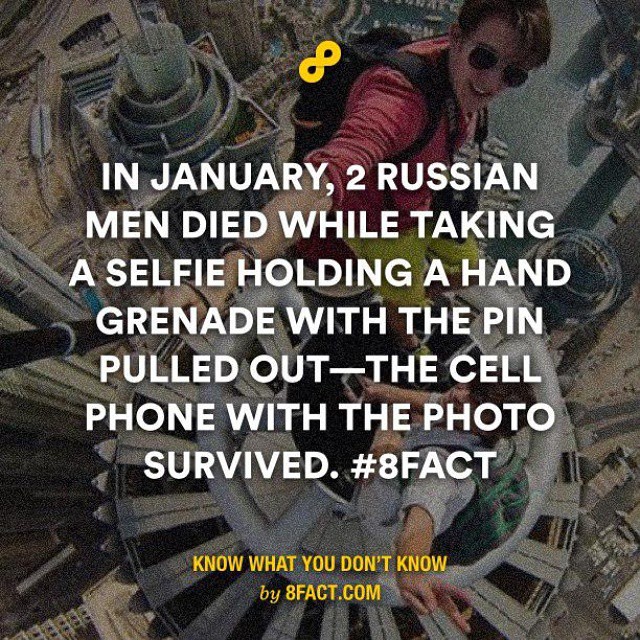 IN JANUARY, 2 RUSSIAN
MEN DIED WHILE TAKING
A SELFIE HOLDING A HAND
GRENADE WITH THE PIN
PULLED OUT—THE CELL
PHONE WITH THE PHOTO
SURVIVED. #8FACT
KNOW WHAT YOU DON'T KNOW
by 8FACT.COM